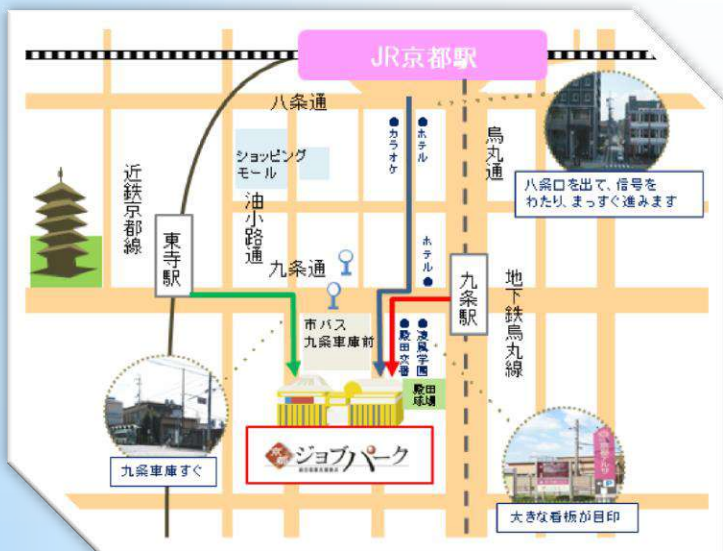 JR京都駅
八条通
●ホテル
●カラオケ
烏丸通
八条口を出て、信号を
わたり、まっすぐ進みます
ショッピング
モール
近鉄京都線
油小路通
東寺駅
九条通
ホテル●
九条駅
地下鉄烏丸線
市バス
九条車庫前
●凌風学園
●殿田交番
殿田
球場
九条車庫すぐ
京都
ジョブパーク
大きな看板が目印